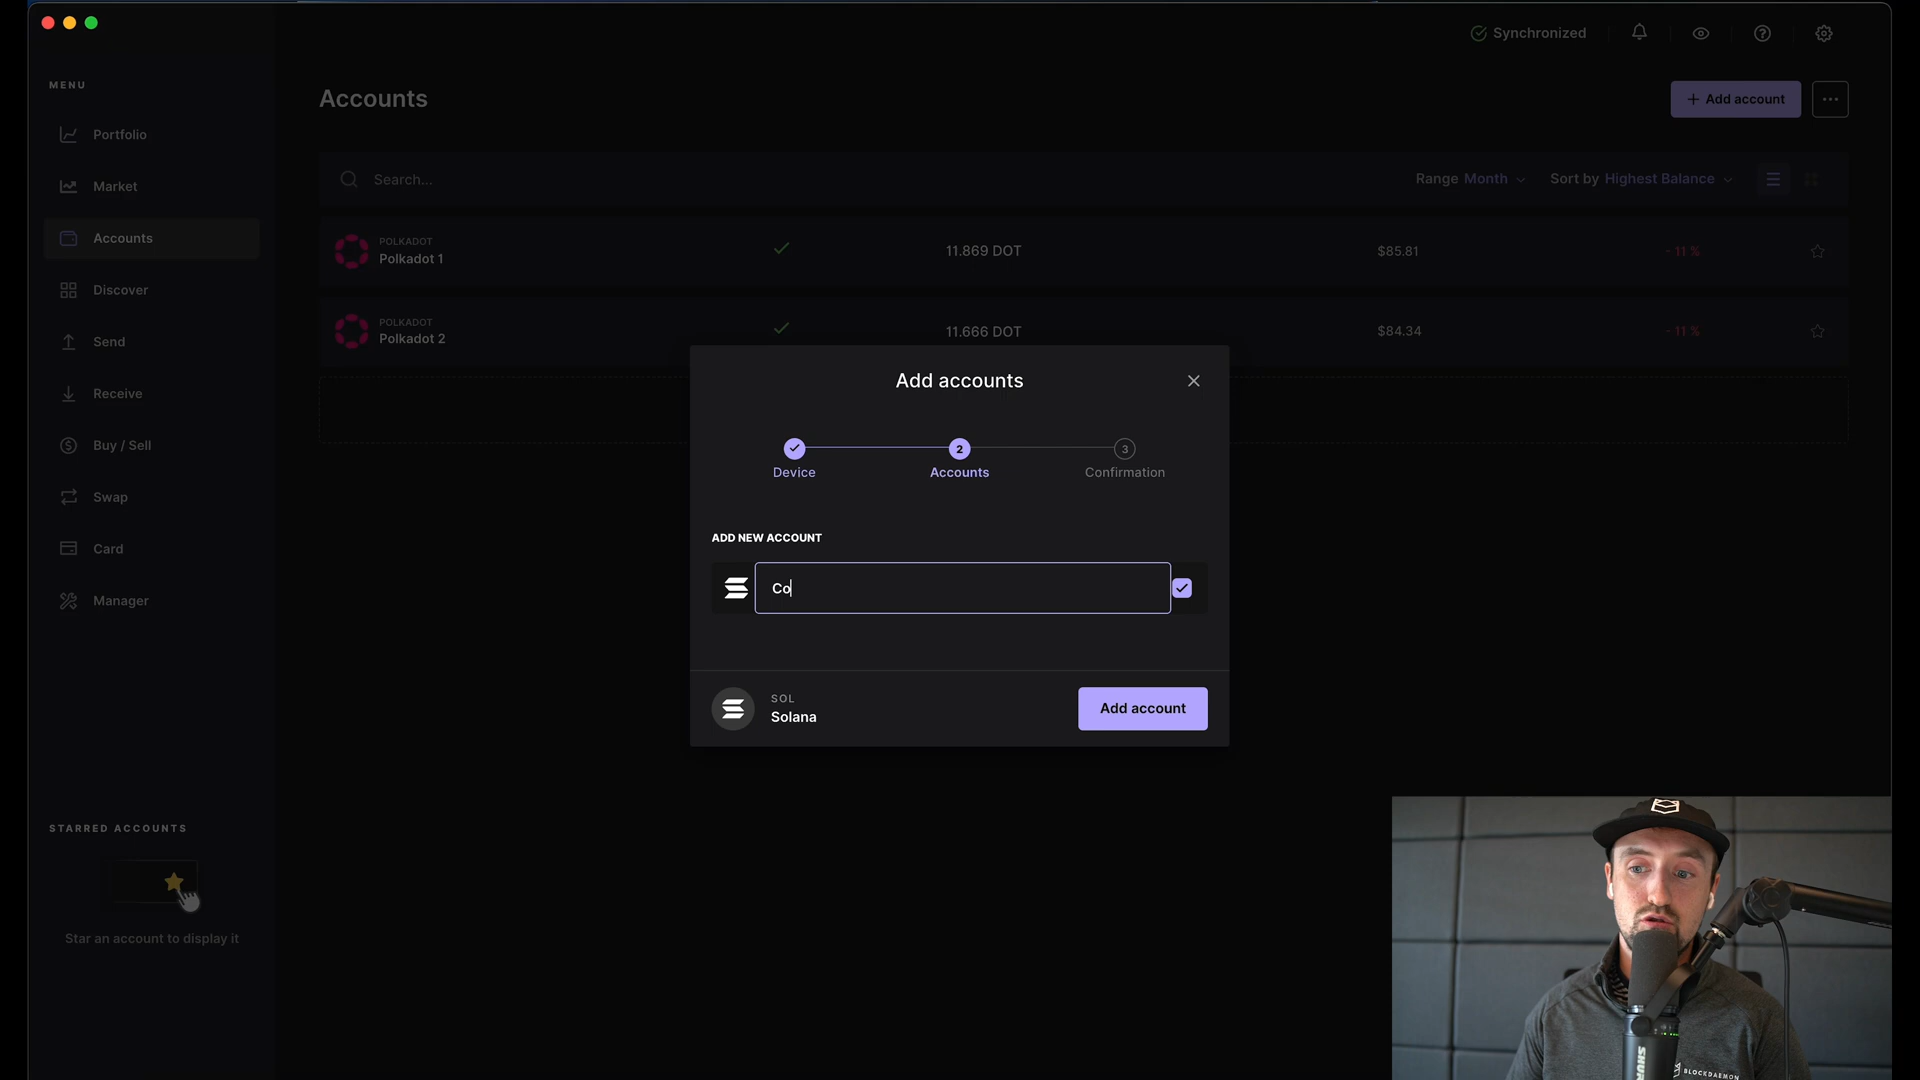 Synchronized
MENU
Accounts
+ Add account
Portfolio
Market
Accounts
Discover
Send
Receive
Buy / Sell
Swap
Card
Manager
Search...
Range Month
Sort by Highest Balance
POLKADOT
Polkadot 1
11.869 DOT
$85.81
- 11 %
POLKADOT
Polkadot 2
11.666 DOT
$84.34
- 11 %
Add accounts
2
3
Device
Accounts
Confirmation
ADD NEW ACCOUNT
Co
SOL
Solana
Add account
STARRED ACCOUNTS
Star an account to display it
SHURE
BLOCKDAEMON